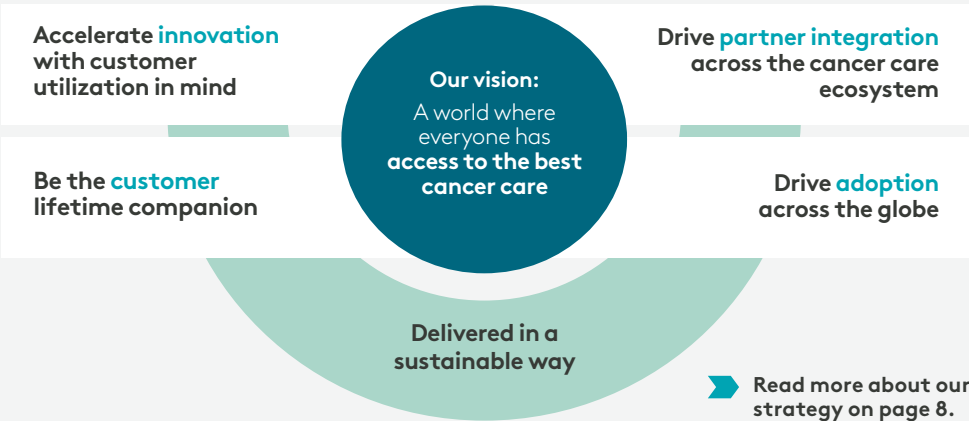 Accelerate innovation
with customer
utilization in mind
Our vision:
A world where
everyone has
access to the best
cancer care
Drive partner integration
across the cancer care
ecosystem
Be the customer
lifetime companion
Drive adoption
across the globe
Delivered in a
sustainable way
Read more about our
strategy on page 8.